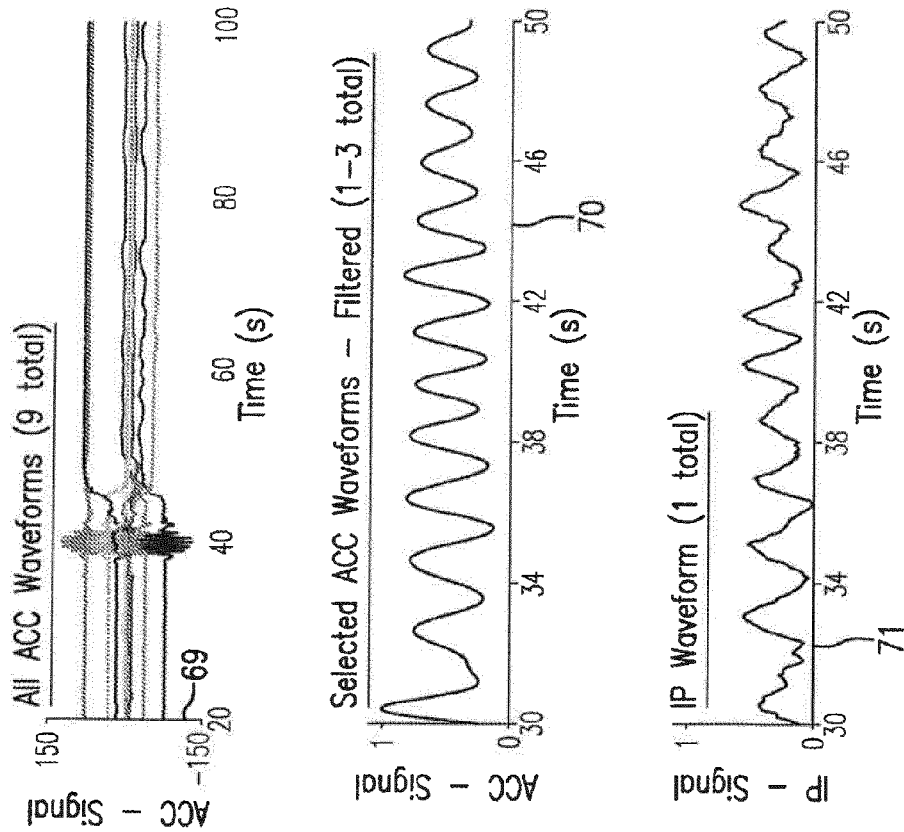 All ACC Waveforms (9 total)
ACC – Signal
150
-150
69
20
40
60
80
100
Time (s)
Selected ACC Waveforms – Filtered (1–3 total)
ACC – Signal
1
0
30
34
38
42
46
50
Time (s)
70
IP Waveform (1 total)
IP – Signal
1
0
30
34
38
42
46
50
Time (s)
71